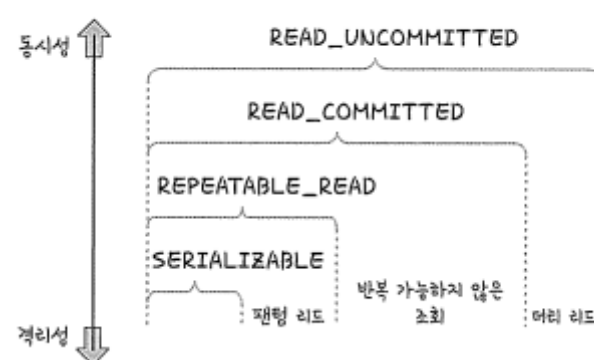 동시성
READ_UNCOMMITTED
READ_COMMITTED
REPEATABLE_READ
SERIALIZABLE
팬텀 리드
반복 가능하지 않은
조회
더리 리드
격리성